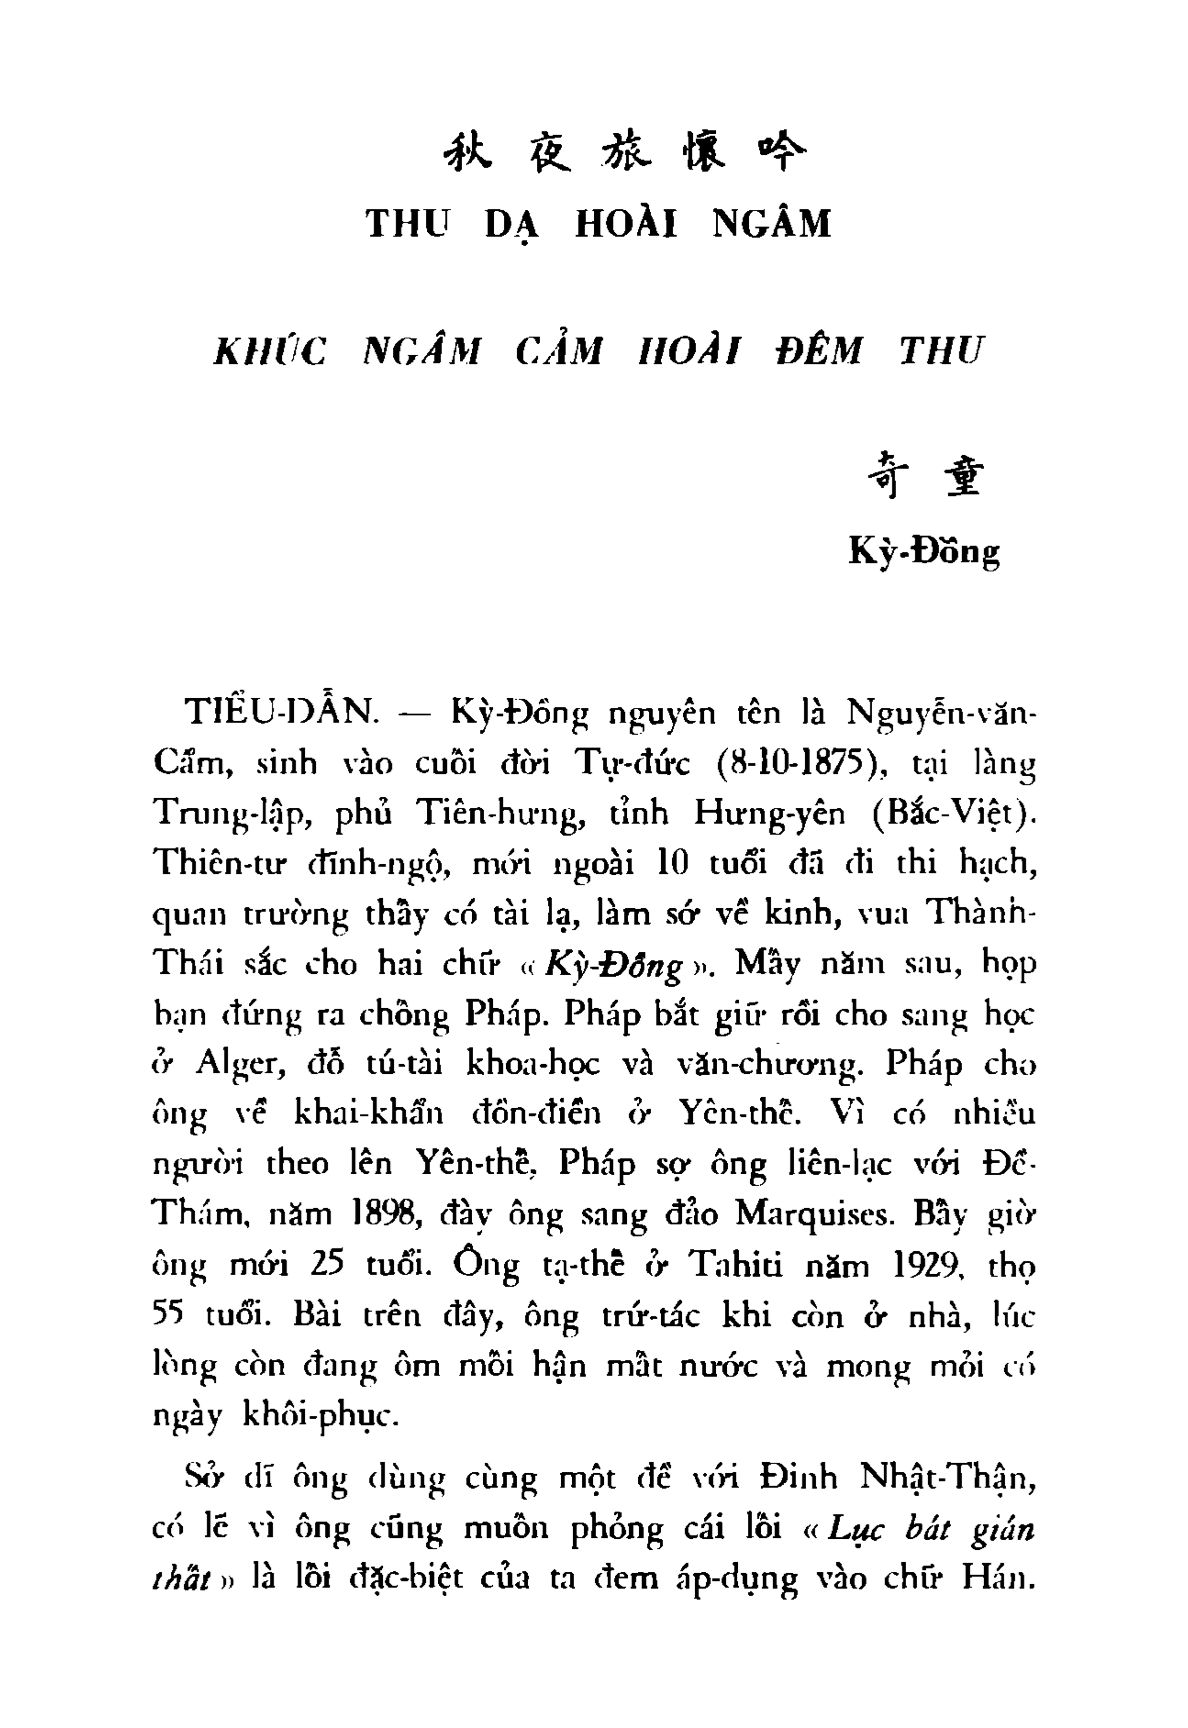 秋夜旅懷吟
THU DẠ HOÀI NGÂM
KHÚC NGÂM CẢM HOÀI ĐÊM THU
奇童
Kỳ-Đồng
TIỂU-DẪN. — Kỳ-Đồng nguyên tên là Nguyễn-văn-
Cẩm, sinh vào cuối đời Tự-đức (8-10-1875), tại làng
Trung-lập, phủ Tiên-hưng, tỉnh Hưng-yên (Bắc-Việt).
Thiên-tư đĩnh-ngộ, mới ngoài 10 tuổi đã đi thi hạch,
quan trường thấy có tài lạ, làm sớ về kinh, vua Thành-
Thái sắc cho hai chữ « Kỳ-Đồng ». Mấy năm sau, họp
bạn đứng ra chống Pháp. Pháp bắt giữ rồi cho sang học
ở Alger, đỗ tú-tài khoa-học và văn-chương. Pháp cho
ông về khai-khẩn đồn-điền ở Yên-thế. Vì có nhiều
người theo lên Yên-thế, Pháp sợ ông liên-lạc với Đề-
Thám, năm 1898, đày ông sang đảo Marquises. Bấy giờ
ông mới 25 tuổi. Ông tạ-thế ở Tahiti năm 1929, thọ
55 tuổi. Bài trên đây, ông trứ-tác khi còn ở nhà, lúc
lòng còn đang ôm mối hận mất nước và mong mỏi có
ngày khôi-phục.
Sở dĩ ông dùng cùng một đề với Đinh Nhật-Thận,
có lẽ vì ông cũng muốn phỏng cái lối « Lục bát gián
thất » là lối đặc-biệt của ta đem áp-dụng vào chữ Hán.